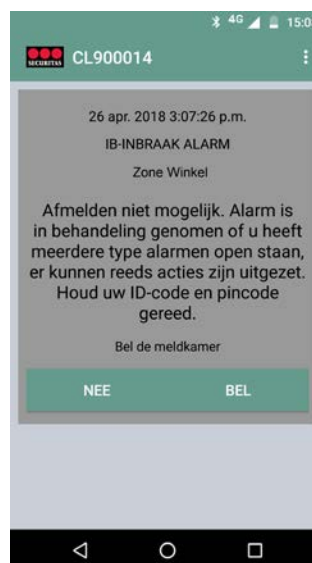 4G 15:0
SECURITAS CL900014
26 apr. 2018 3:07:26 p.m.
IB-INBRAAK ALARM
Zone Winkel
Afmelden niet mogelijk. Alarm is
in behandeling genomen of u heeft
meerdere type alarmen open staan,
er kunnen reeds acties zijn uitgezet.
Houd uw ID-code en pincode
gereed.
Bel de meldkamer
NEE BEL